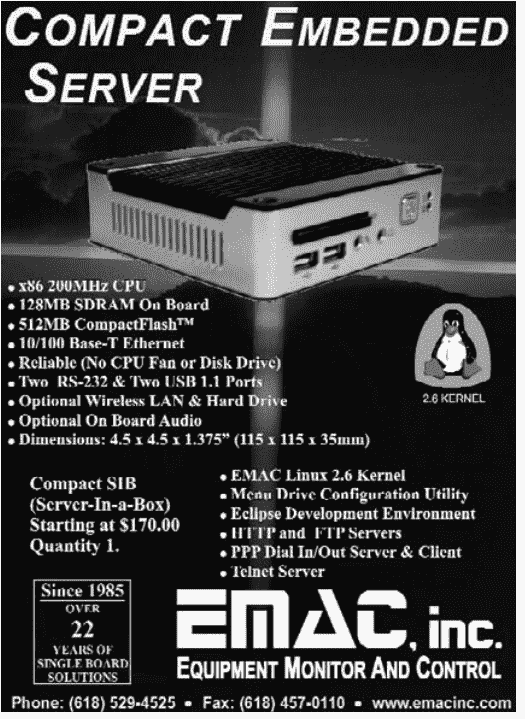 COMPACT EMBEDDED
SERVER
• x86 200MHz CPU
• 128MB SDRAM On Board
• 512MB CompactFlash™
• 10/100 Base-T Ethernet
• Reliable (No CPU Fan or Disk Drive)
• Two RS-232 & Two USB 1.1 Ports
• Optional Wireless LAN & Hard Drive
• Optional On Board Audio
• Dimensions: 4.5 x 4.5 x 1.375” (115 x 115 x 35mm)
2.6 KERNEL
Compact SIB
(Server-In-a-Box)
Starting at $170.00
Quantity 1.
• EMAC Linux 2.6 Kernel
• Menu Drive Configuration Utility
• Eclipse Development Environment
• HTTP and FTP Servers
• PPP Dial In/Out Server & Client
• Telnet Server
Since 1985
OVER
22
YEARS OF
SINGLE BOARD
SOLUTIONS
EMAC, inc.
EQUIPMENT MONITOR AND CONTROL
Phone: (618) 529-4525 • Fax: (618) 457-0110 • www.emacinc.com